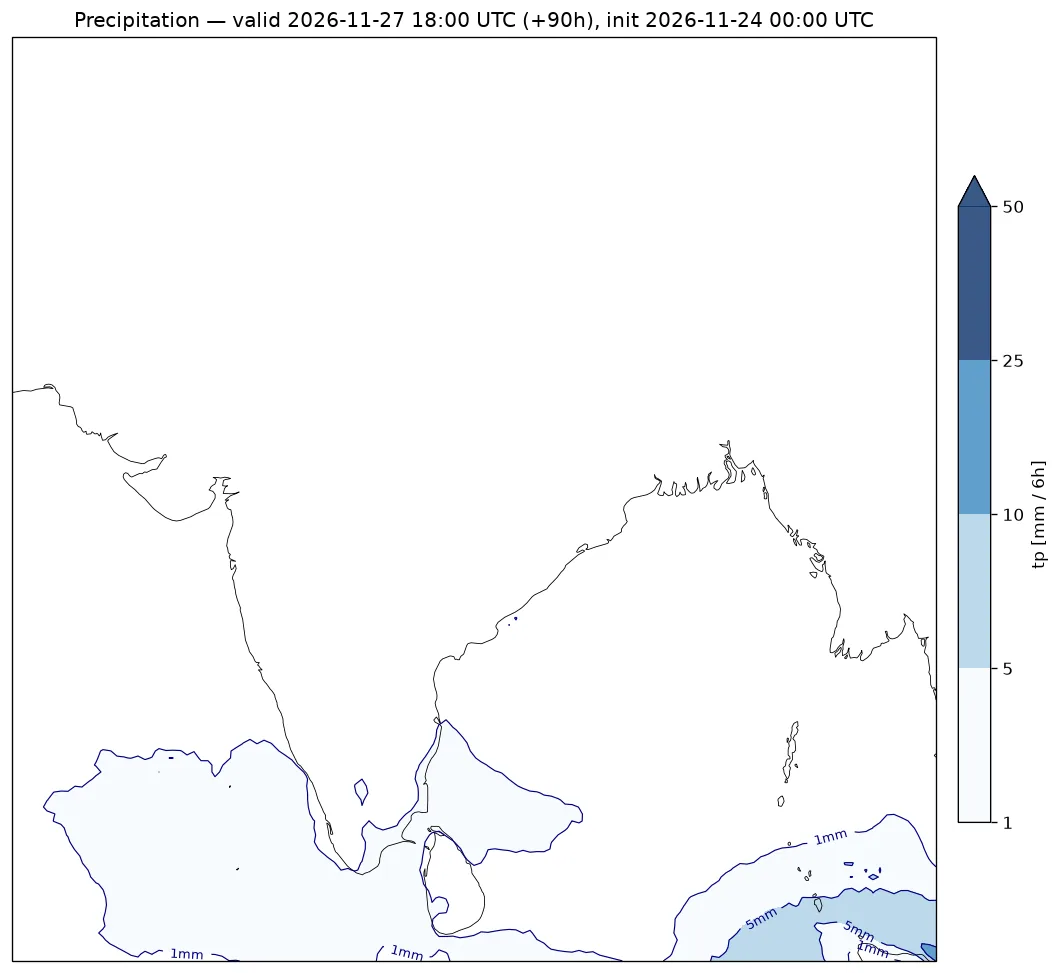 Precipitation — valid 2026-11-27 18:00 UTC (+90h), init 2026-11-24 00:00 UTC
50
25
10
5
1
tp [mm / 6h]
1mm
5mm
5mm
1mm
1mm
1mm